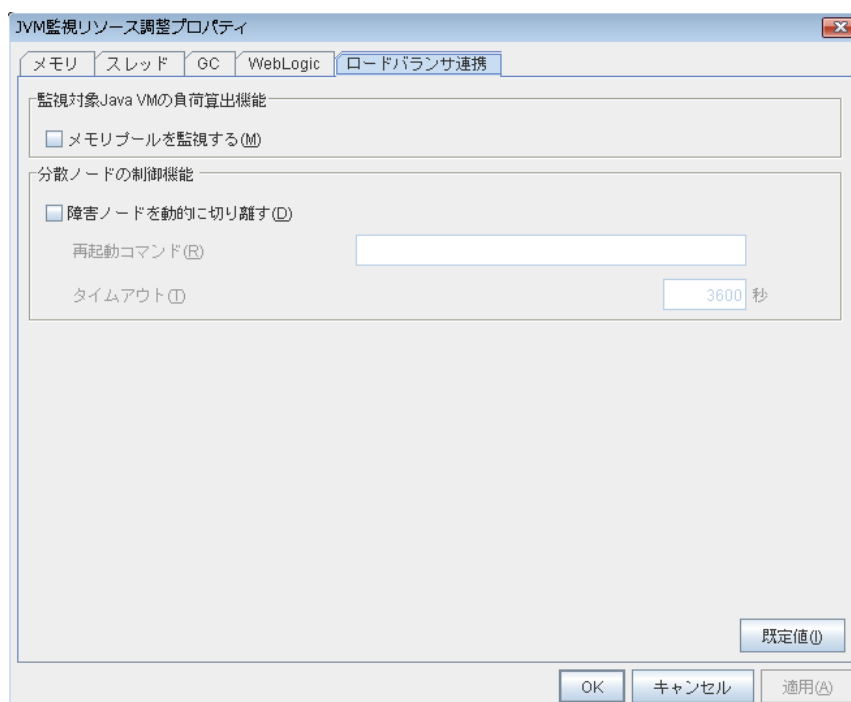 JVM監視リソース調整プロパティ
メモリ スレッド GC WebLogic ロードバランサ連携
監視対象Java VMの負荷算出機能
メモリプールを監視する(M)
分散ノードの制御機能
障害ノードを動的に切り離す(D)
再起動コマンド(R)
タイムアウト(T) 3600 秒
既定値(I)
OK キャンセル 適用(A)